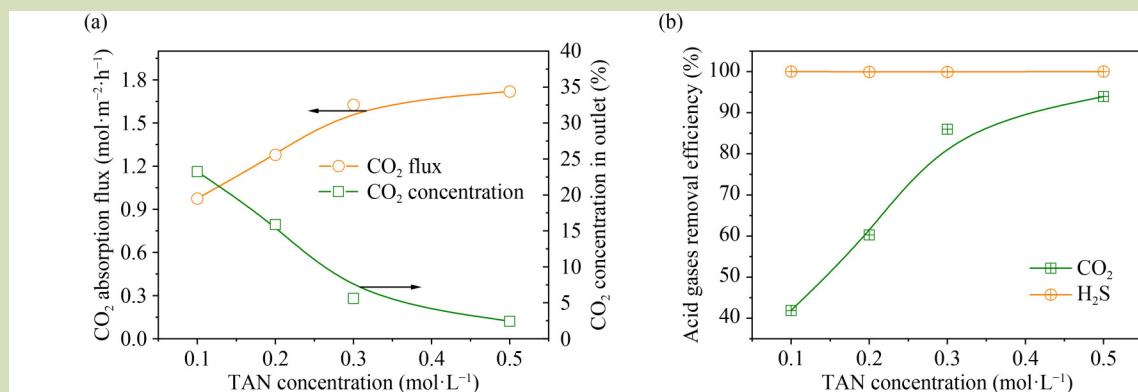 (a)
CO₂ absorption flux (mol·m⁻²·h⁻¹)
1.8
1.5
1.2
0.9
0.6
0.3
0.0
40
35
30
25
20
15
10
5
0
CO₂ concentration in outlet (%)
CO₂ flux
CO₂ concentration
0.1 0.2 0.3 0.4 0.5
TAN concentration (mol·L⁻¹)
(b)
Acid gases removal efficiency (%)
100
90
80
70
60
50
40
CO₂
H₂S
0.1 0.2 0.3 0.4 0.5
TAN concentration (mol·L⁻¹)